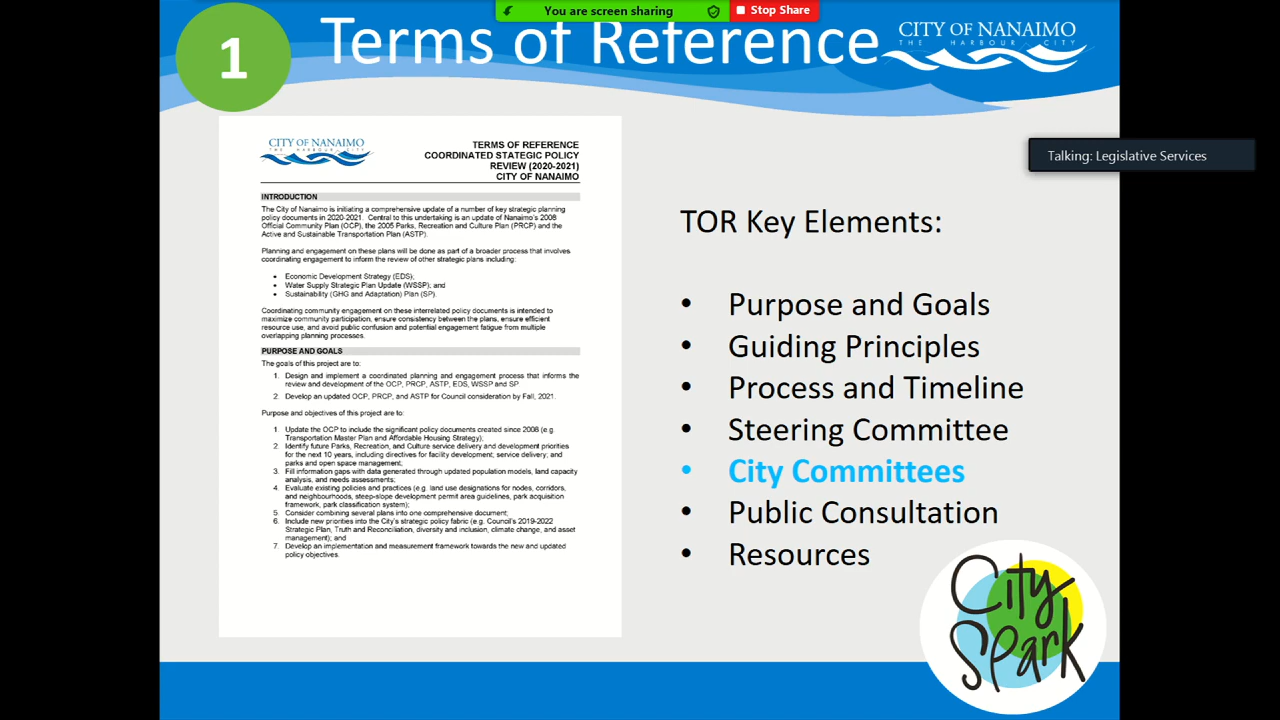 You are screen sharing
Stop Share
1
Terms of Reference
CITY OF NANAIMO
THE HARBOUR CITY
Talking: Legislative Services
CITY OF NANAIMO
THE HARBOUR CITY
TERMS OF REFERENCE
COORDINATED STATEGIC POLICY
REVIEW (2020-2021)
CITY OF NANAIMO
INTRODUCTION
The City of Nanaimo is initiating a comprehensive update of a number of key strategic planning
policy documents in 2020-2021. Central to this undertaking is an update of Nanaimo's 2008
Official Community Plan (OCP), the 2005 Parks, Recreation and Culture Plan (PRCP) and the
Active and Sustainable Transportation Plan (ASTP).
Planning and engagement on these plans will be done as part of a broader process that involves
coordinating engagement to inform the review of other strategic plans including:
• Economic Development Strategy (EDS);
• Water Supply Strategic Plan Update (WSSP); and
• Sustainability (GHG and Adaptation) Plan (SP).
Coordinating community engagement on these interrelated policy documents is intended to
maximize community participation, ensure consistency between the plans, ensure efficient
resource use, and avoid public confusion and potential engagement fatigue from multiple
overlapping planning processes.
PURPOSE AND GOALS
The goals of this project are to:
1. Design and implement a coordinated planning and engagement process that informs the
review and development of the OCP, PRCP, ASTP, EDS, WSSP and SP.
2. Develop an updated OCP, PRCP, and ASTP for Council consideration by Fall, 2021.
Purpose and objectives of this project are to:
1. Update the OCP to include the significant policy documents created since 2008 (e.g.
Transportation Master Plan and Affordable Housing Strategy);
2. Identify future Parks, Recreation, and Culture service delivery and development priorities
for the next 10 years, including directives for facility development; service delivery; and
parks and open space management;
3. Fill information gaps with data generated through updated population models, land capacity
analysis, and needs assessments;
4. Evaluate existing policies and practices (e.g. land use designations for nodes, corridors,
and neighbourhoods, steep-slope development permit area guidelines, park acquisition
framework, park classification system);
5. Consider combining several plans into one comprehensive document;
6. Include new priorities into the City's strategic policy fabric (e.g. Council's 2019-2022
Strategic Plan, Truth and Reconciliation, diversity and inclusion, climate change, and asset
management); and
7. Develop an implementation and measurement framework towards the new and updated
policy objectives.
TOR Key Elements:
• Purpose and Goals
• Guiding Principles
• Process and Timeline
• Steering Committee
• City Committees
• Public Consultation
• Resources
City
Spark